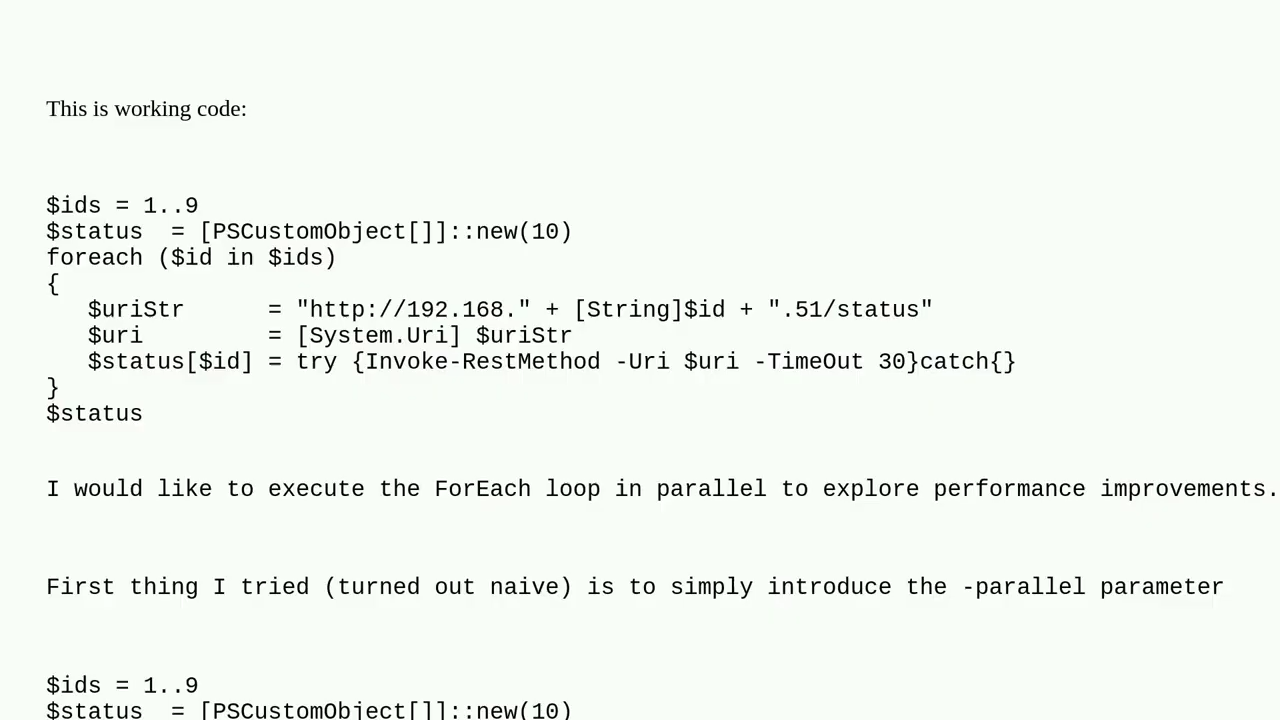 This is working code:
$ids = 1..9
$status  = [PSCustomObject[]]::new(10)
foreach ($id in $ids)
{
   $uriStr      = "http://192.168." + [String]$id + ".51/status"
   $uri         = [System.Uri] $uriStr
   $status[$id] = try {Invoke-RestMethod -Uri $uri -TimeOut 30}catch{}
}
$status
I would like to execute the ForEach loop in parallel to explore performance improvements.
First thing I tried (turned out naive) is to simply introduce the -parallel parameter
$ids = 1..9
$status  = [PSCustomObject[]]::new(10)